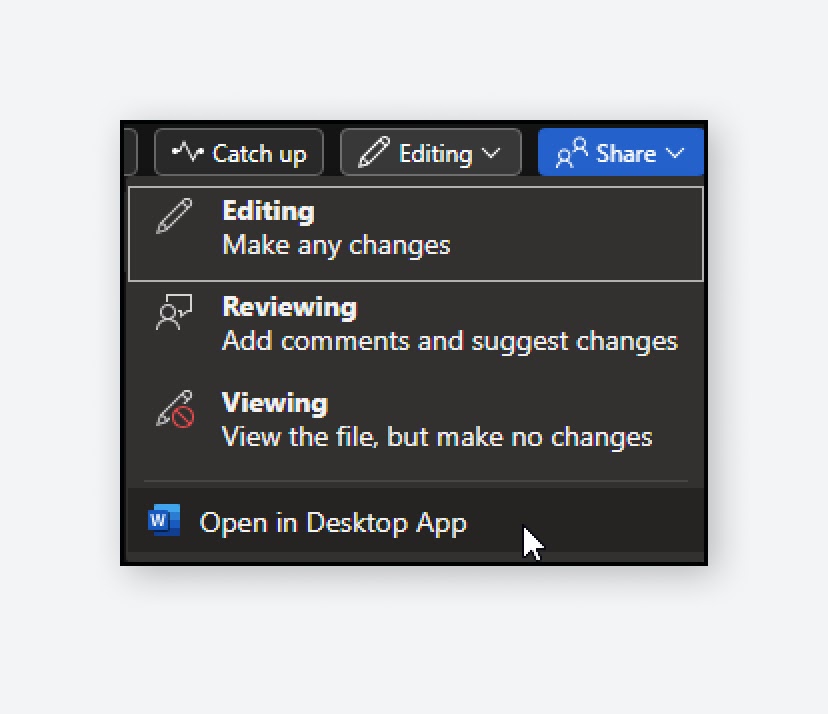 Catch up Editing Share
Editing
Make any changes
Reviewing
Add comments and suggest changes
Viewing
View the file, but make no changes
W Open in Desktop App